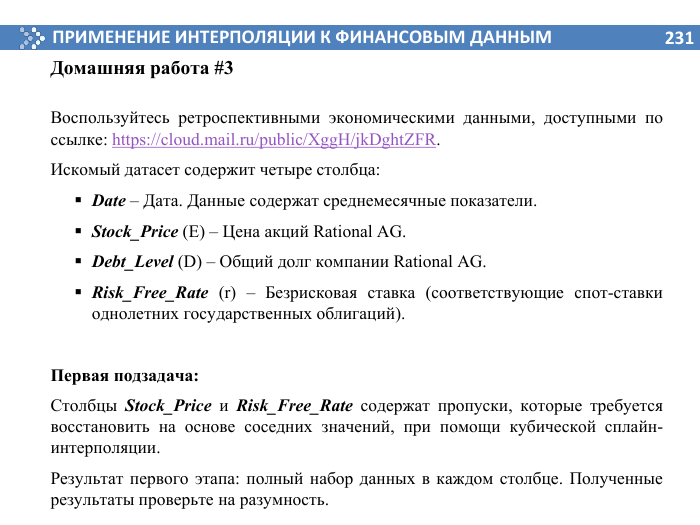 ПРИМЕНЕНИЕ ИНТЕРПОЛЯЦИИ К ФИНАНСОВЫМ ДАННЫМ 231
Домашняя работа #3
Воспользуйтесь ретроспективными экономическими данными, доступными по
ссылке: https://cloud.mail.ru/public/XggH/jkDghtZFR.
Искомый датасет содержит четыре столбца:
▪ Date – Дата. Данные содержат среднемесячные показатели.
▪ Stock_Price (E) – Цена акций Rational AG.
▪ Debt_Level (D) – Общий долг компании Rational AG.
▪ Risk_Free_Rate (r) – Безрисковая ставка (соответствующие спот-ставки
однолетних государственных облигаций).
Первая подзадача:
Столбцы Stock_Price и Risk_Free_Rate содержат пропуски, которые требуется
восстановить на основе соседних значений, при помощи кубической сплайн-
интерполяции.
Результат первого этапа: полный набор данных в каждом столбце. Полученные
результаты проверьте на разумность.